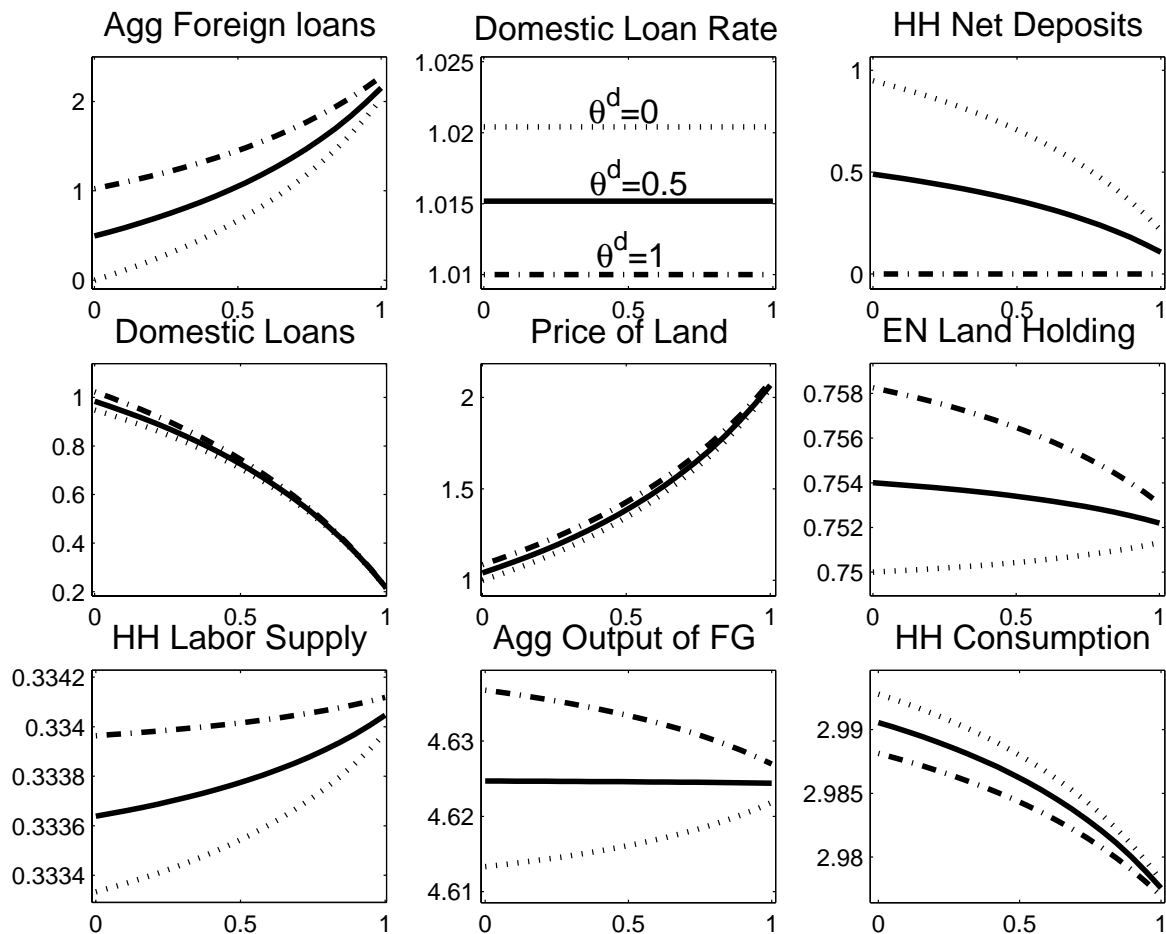 Agg Foreign loans
2
1
0
0 0.5 1
Domestic Loan Rate
1.025
1.02
1.015
1.01
θ^d=0
θ^d=0.5
θ^d=1
0 0.5 1
HH Net Deposits
1
0.5
0
0 0.5 1
Domestic Loans
1
0.8
0.6
0.4
0.2
0 0.5 1
Price of Land
2
1.5
1
0 0.5 1
EN Land Holding
0.758
0.756
0.754
0.752
0.75
0 0.5 1
HH Labor Supply
0.3342
0.334
0.3338
0.3336
0.3334
0 0.5 1
Agg Output of FG
4.63
4.62
4.61
0 0.5 1
HH Consumption
2.99
2.985
2.98
0 0.5 1